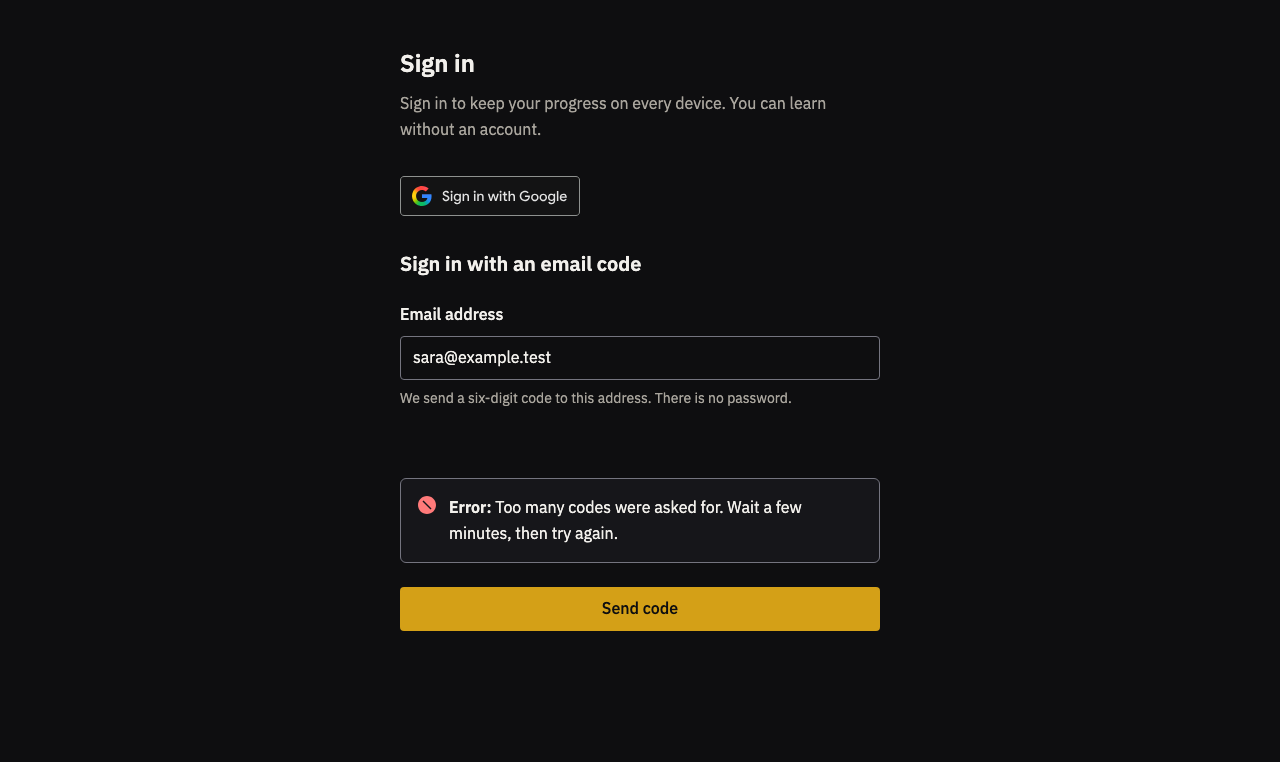 Sign in
Sign in to keep your progress on every device. You can learn
without an account.
Sign in with Google
Sign in with an email code
Email address
sara@example.test
We send a six-digit code to this address. There is no password.
Error: Too many codes were asked for. Wait a few
minutes, then try again.
Send code